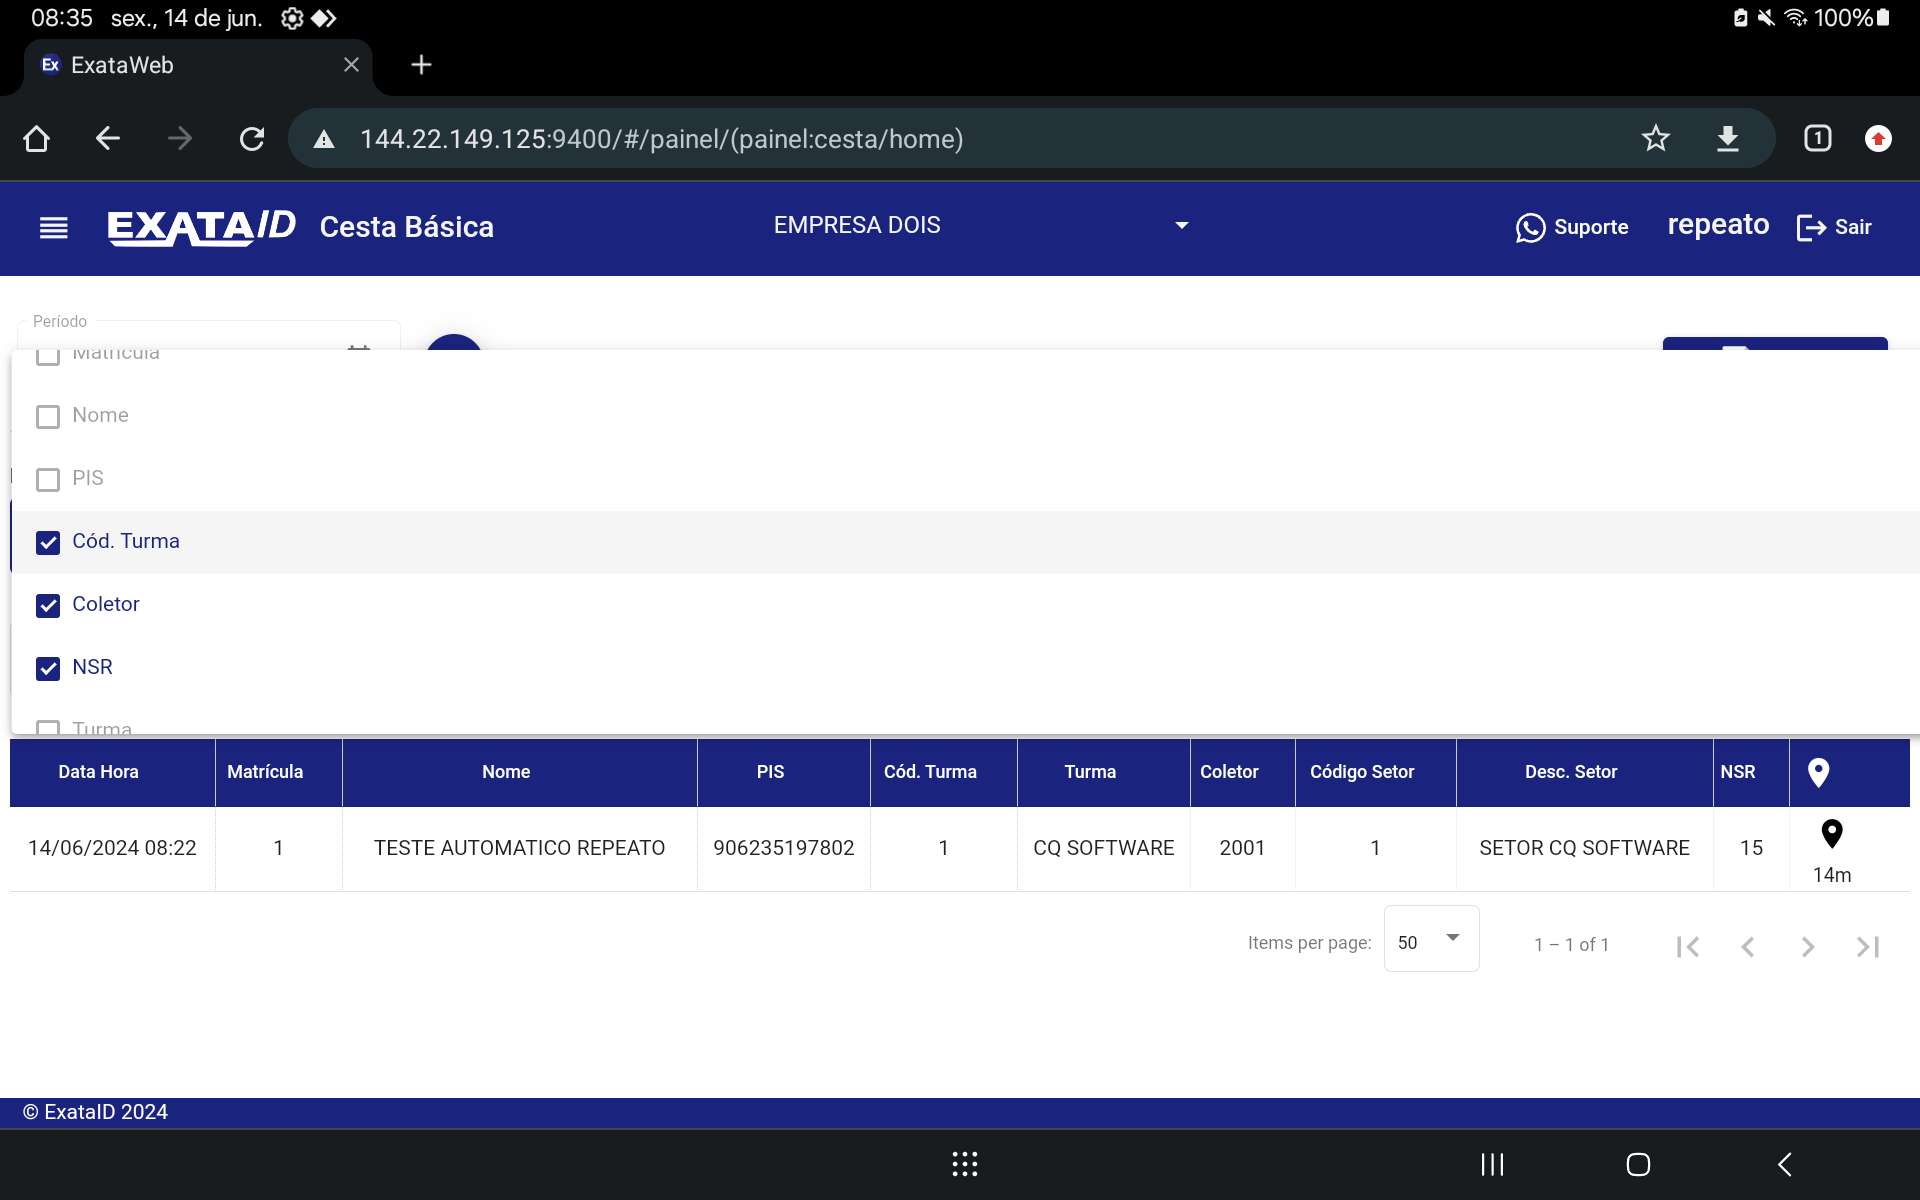 08:35 sex., 14 de jun. 100%
Ex ExataWeb
144.22.149.125:9400/#/painel/(painel:cesta/home) 1
EXATAID Cesta Básica EMPRESA DOIS Suporte repeato Sair
Período
Matrícula
Nome
PIS
Cód. Turma
Coletor
NSR
Turma
Data Hora Matrícula Nome PIS Cód. Turma Turma Coletor Código Setor Desc. Setor NSR
14/06/2024 08:22 1 TESTE AUTOMATICO REPEATO 906235197802 1 CQ SOFTWARE 2001 1 SETOR CQ SOFTWARE 15
14m
Items per page: 50 1 – 1 of 1
© ExataID 2024